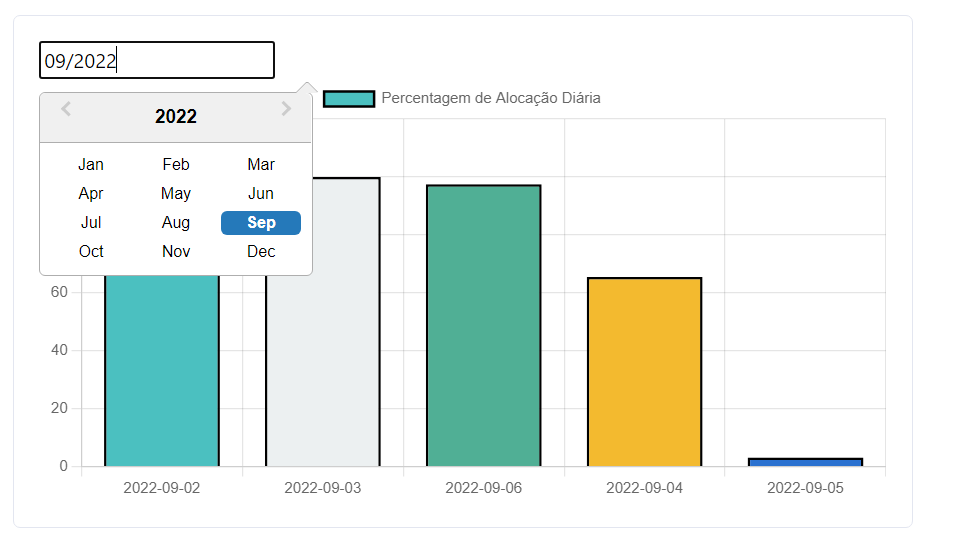 09/2022
Percentagem de Alocação Diária
2022
Jan Feb Mar
Apr May Jun
Jul Aug Sep
Oct Nov Dec
60
40
20
0
2022-09-02 2022-09-03 2022-09-06 2022-09-04 2022-09-05